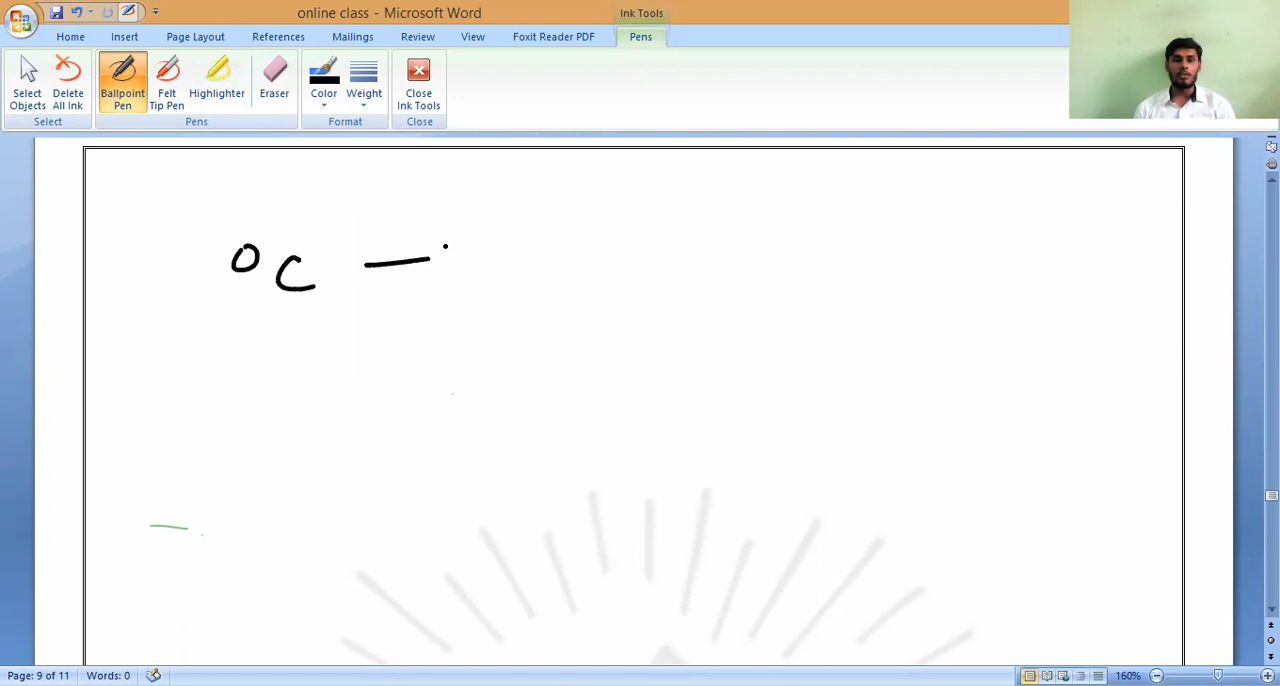 online class - Microsoft Word
Ink Tools
Home Insert Page Layout References Mailings Review View Foxit Reader PDF Pens
Select Objects
Delete All Ink
Ballpoint Pen
Felt Tip Pen
Highlighter
Eraser
Color
Weight
Close Ink Tools
Select Pens Format Close
°C —
Page: 9 of 11 Words: 0 160%